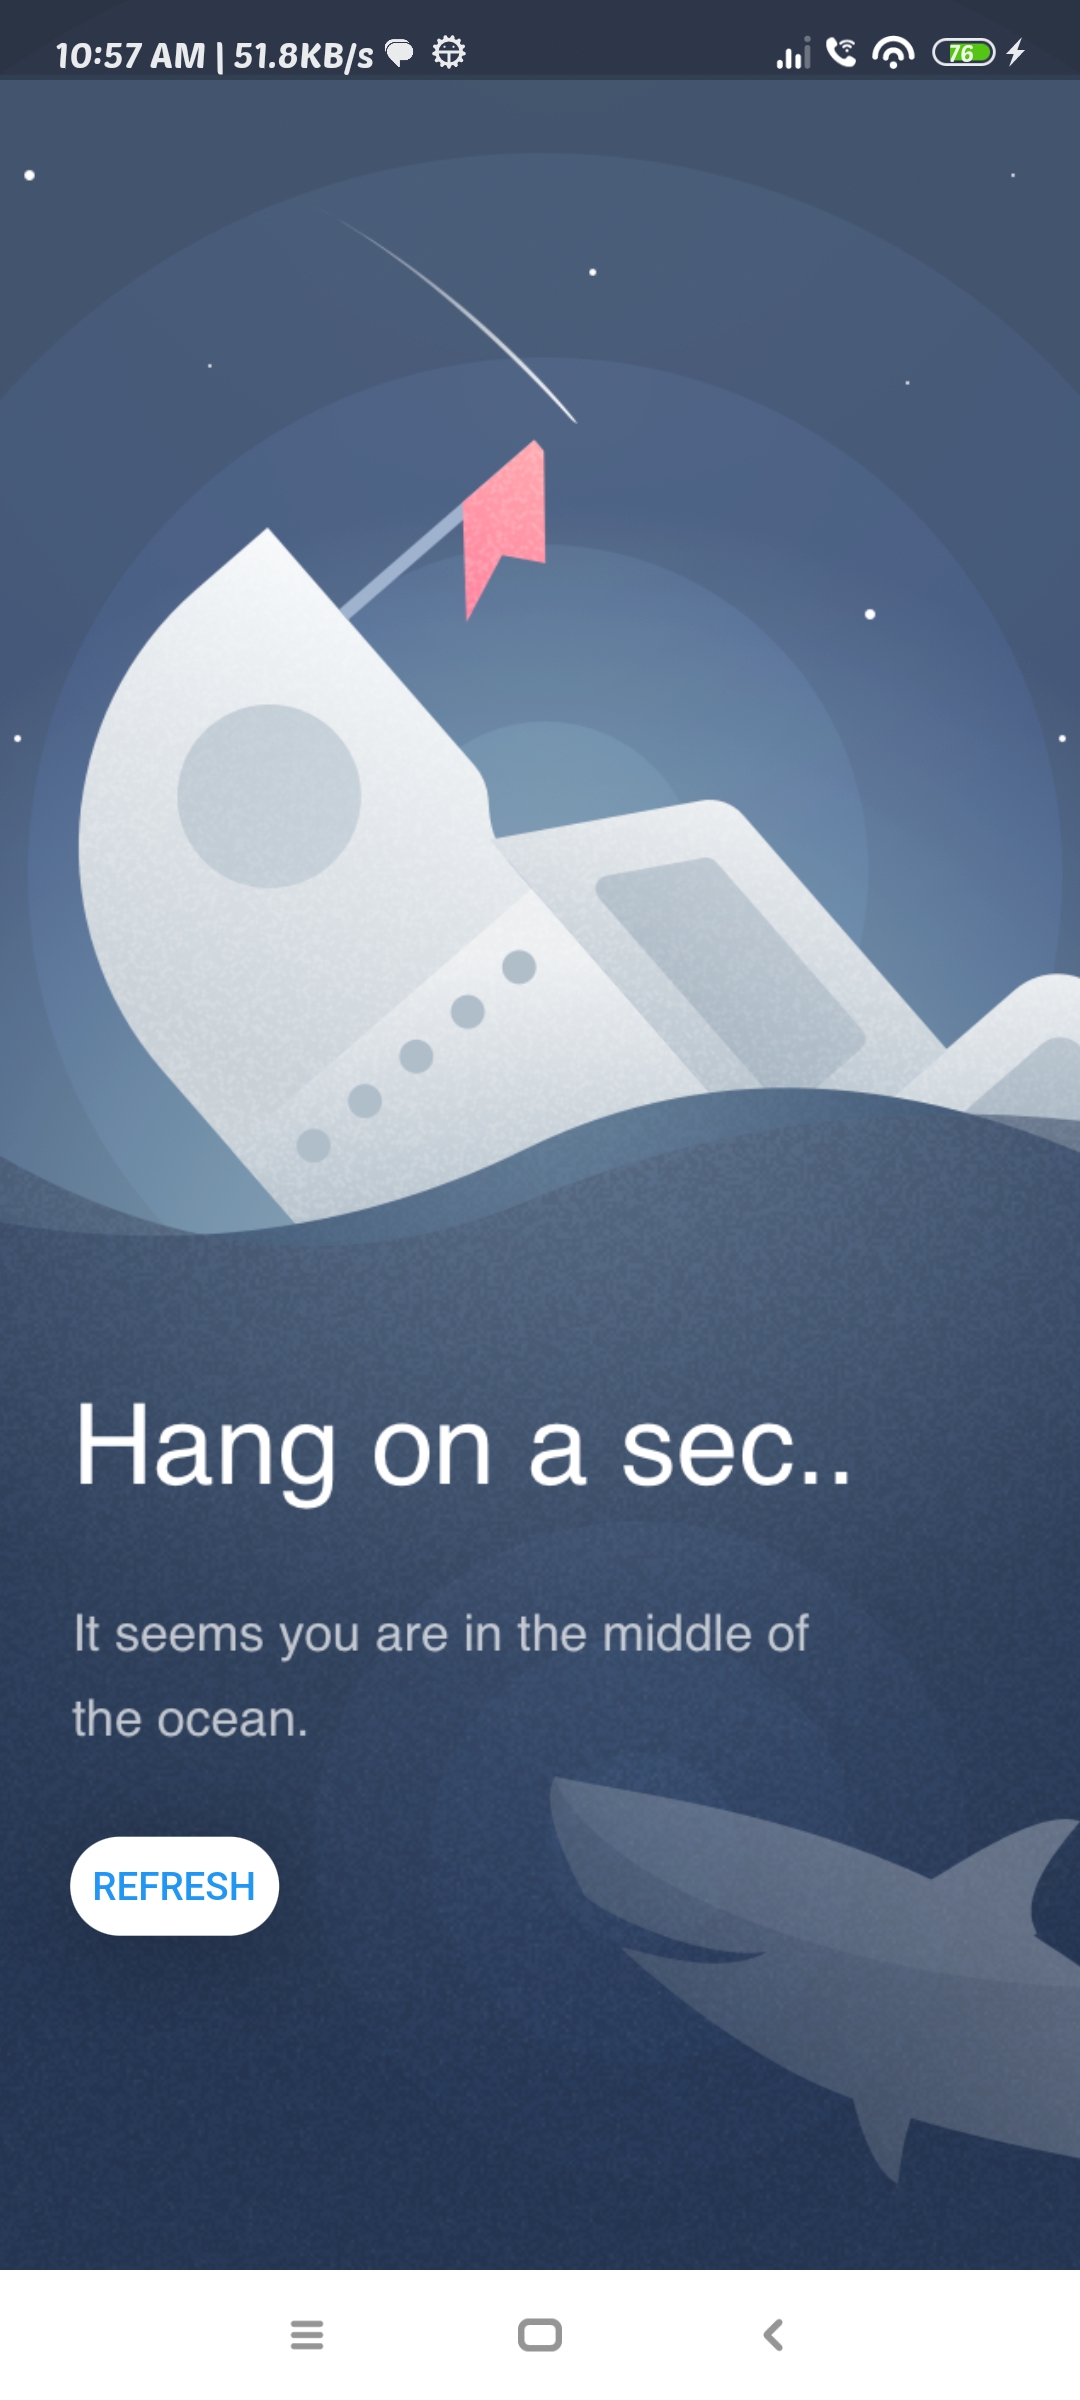 10:57 AM | 51.8KB/s 76
Hang on a sec..
It seems you are in the middle of
the ocean.
REFRESH